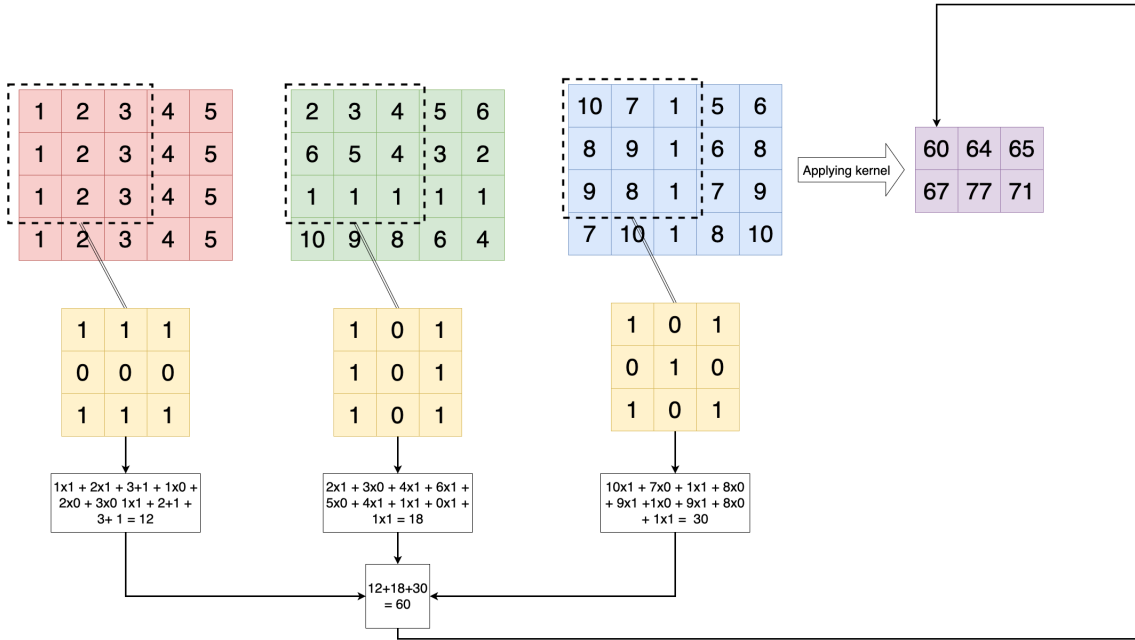 1 2 3 4 5
1 2 3 4 5
1 2 3 4 5
1 2 3 4 5
2 3 4 5 6
6 5 4 3 2
1 1 1 1 1
10 9 8 6 4
10 7 1 5 6
8 9 1 6 8
9 8 1 7 9
7 10 1 8 10
Applying kernel
60 64 65
67 77 71
1 1 1
0 0 0
1 1 1
1 0 1
1 0 1
1 0 1
1 0 1
0 1 0
1 0 1
1x1 + 2x1 + 3+1 + 1x0 +
2x0 + 3x0 1x1 + 2+1 +
3+ 1 = 12
2x1 + 3x0 + 4x1 + 6x1 +
5x0 + 4x1 + 1x1 + 0x1 +
1x1 = 18
10x1 + 7x0 + 1x1 + 8x0
+ 9x1 +1x0 + 9x1 + 8x0
+ 1x1 = 30
12+18+30
= 60